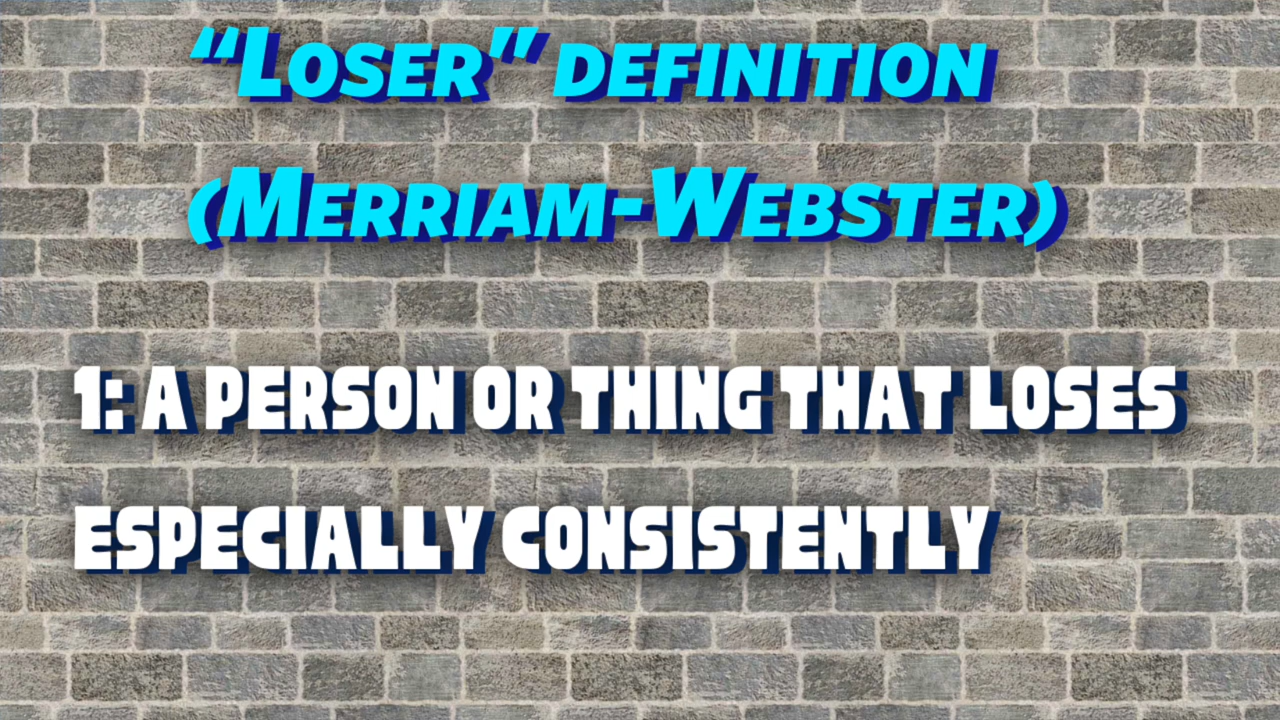 “Loser” definition
(Merriam-Webster)
1: A PERSON OR THING THAT LOSES
ESPECIALLY CONSISTENTLY